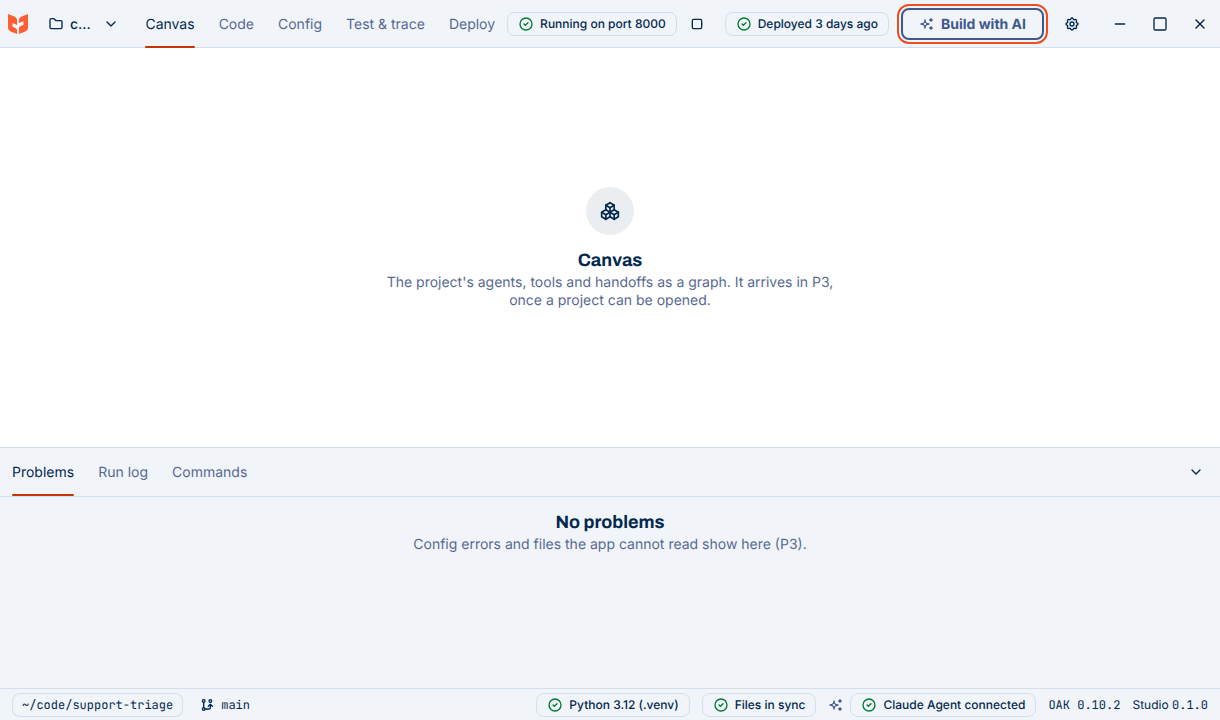 c...
Canvas
Code
Config
Test & trace
Deploy
Running on port 8000
Deployed 3 days ago
Build with AI
Canvas
The project's agents, tools and handoffs as a graph. It arrives in P3,
once a project can be opened.
Problems
Run log
Commands
No problems
Config errors and files the app cannot read show here (P3).
~/code/support-triage
main
Python 3.12 (.venv)
Files in sync
Claude Agent connected
OAK 0.10.2
Studio 0.1.0